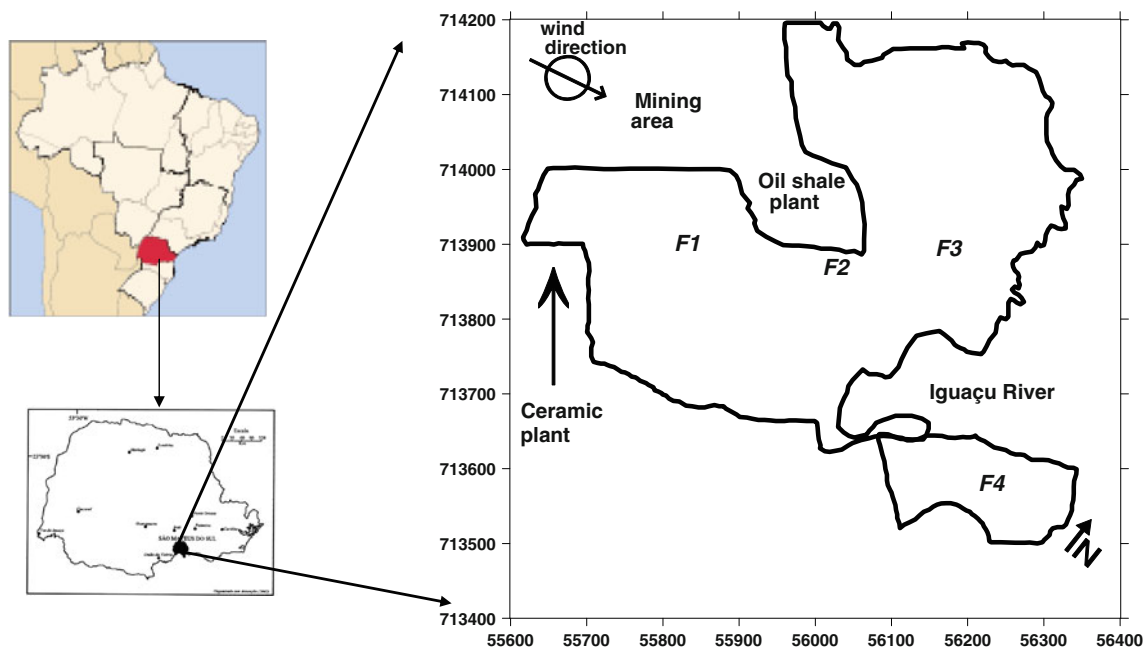 714200
714100
714000
713900
713800
713700
713600
713500
713400
55600 55700 55800 55900 56000 56100 56200 56300 56400
wind
direction
Mining
area
Oil shale
plant
F1
F2
F3
Ceramic
plant
Iguaçu River
F4
N
SÃO MATEUS DO SUL